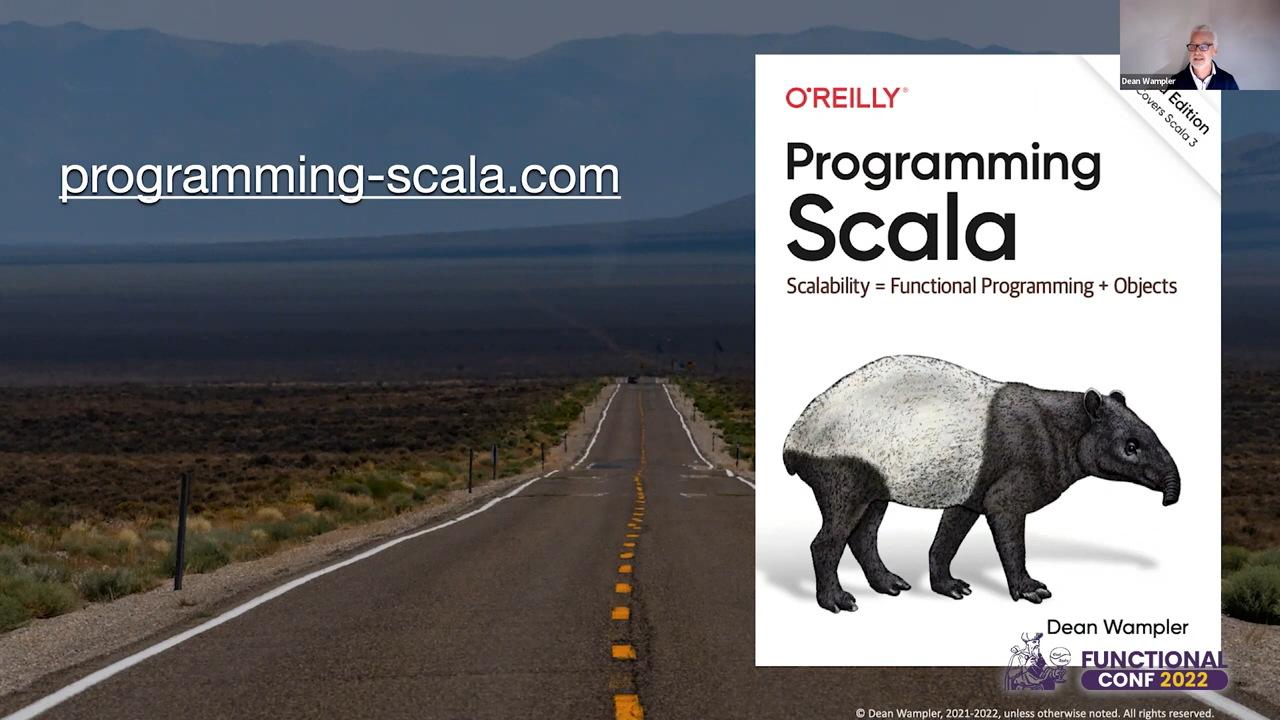 programming-scala.com
Dean Wampler
O'REILLY®
Edition
Covers Scala 3
Programming
Scala
Scalability = Functional Programming + Objects
Dean Wampler
FUNCTIONAL
CONF 2022
© Dean Wampler, 2021-2022, unless otherwise noted. All rights reserved.